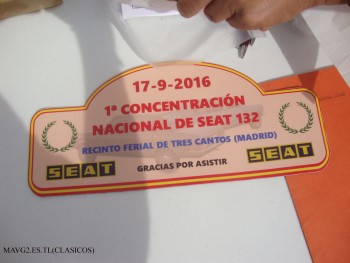 17-9-2016
1ª CONCENTRACIÓN
NACIONAL DE SEAT 132
RECINTO FERIAL DE TRES CANTOS (MADRID)
SEAT GRACIAS POR ASISTIR SEAT
MAVG2.ES.TL(CLASICOS)